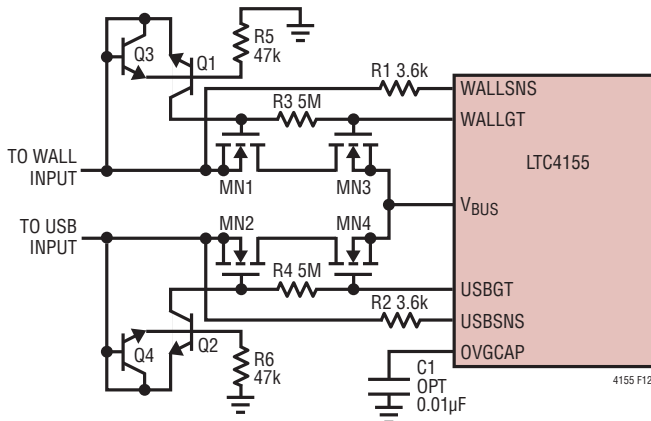 Q3
Q1
R5
47k
R1 3.6k
WALLSNS
R3 5M
WALLGT
LTC4155
TO WALL
INPUT
MN1
MN3
VBUS
TO USB
INPUT
MN2
MN4
R4 5M
USBGT
R2 3.6k
USBSNS
Q4
Q2
R6
47k
OVGCAP
C1
OPT
0.01µF
4155 F12